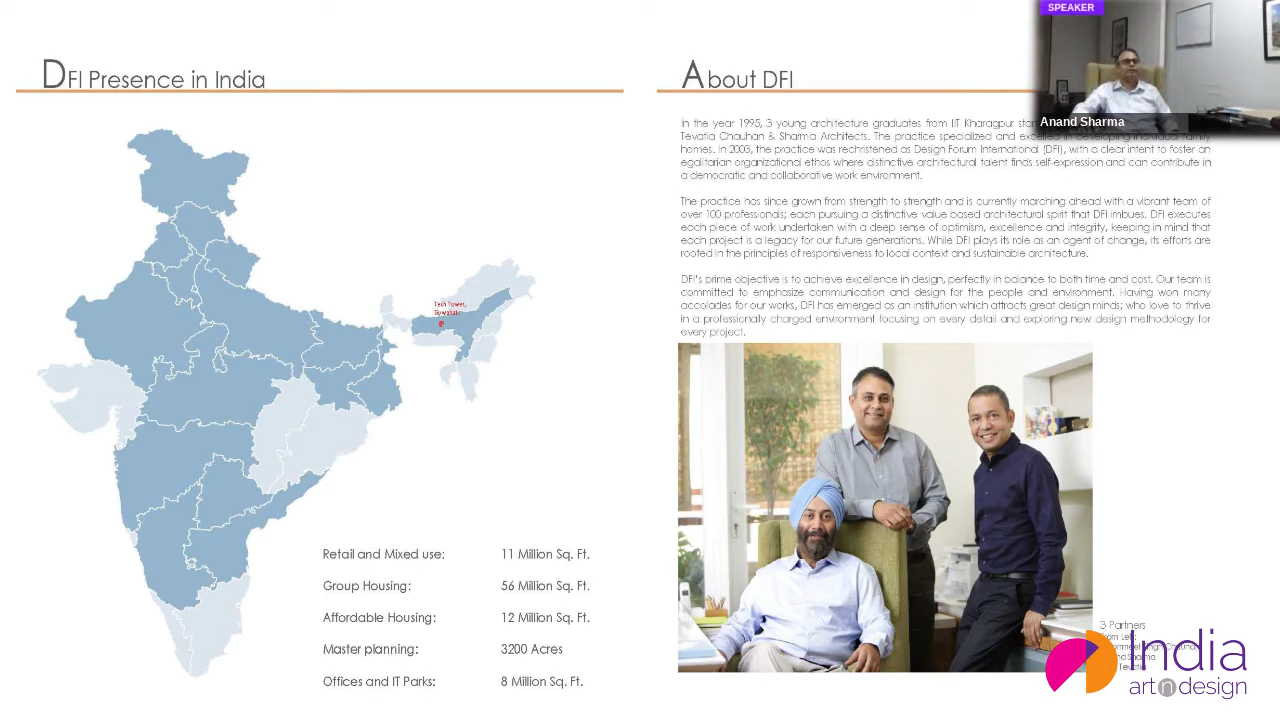 SPEAKER
Anand Sharma
DFI Presence in India
Tech Tower,
Guwahati
Retail and Mixed use: 11 Million Sq. Ft.
Group Housing: 56 Million Sq. Ft.
Affordable Housing: 12 Million Sq. Ft.
Master planning: 3200 Acres
Offices and IT Parks: 8 Million Sq. Ft.
About DFI
In the year 1995, 3 young architecture graduates from IIT Kharagpur
Tevatia Chauhan & Sharma Architects. The practice specialized and excelled in developing individual family
homes. In 2003, the practice was rechristened as Design Forum International (DFI), with a clear intent to foster an
egalitarian organizational ethos where distinctive architectural talent finds self-expression and can contribute in
a democratic and collaborative work environment.
The practice has since grown from strength to strength and is currently marching ahead with a vibrant team of
over 100 professionals; each pursuing a distinctive value based architectural spirit that DFI imbues. DFI executes
each piece of work undertaken with a deep sense of optimism, excellence and integrity, keeping in mind that
each project is a legacy for our future generations. While DFI plays its role as an agent of change, its efforts are
rooted in the principles of responsiveness to local context and sustainable architecture.
DFI's prime objective is to achieve excellence in design, perfectly in balance to both time and cost. Our team is
committed to emphasize communication and design for the people and environment. Having won many
accolades for our works, DFI has emerged as an institution which attracts great design minds; who love to thrive
in a professionally charged environment focusing on every detail and exploring new design methodology for
every project.
3 Partners
India
art n design